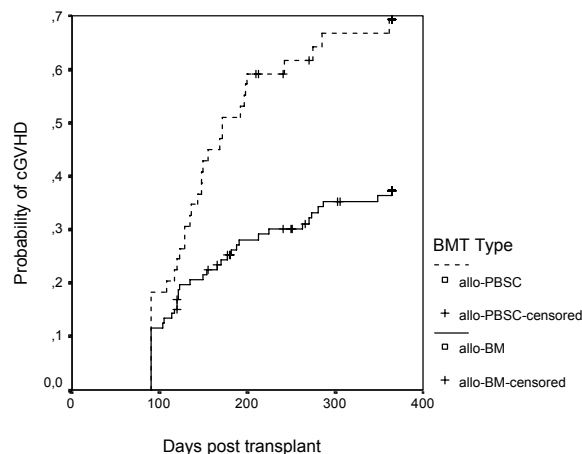 ,7
,6
,5
,4
,3
,2
,1
0,0
Probability of cGVHD
0
100
200
300
400
Days post transplant
BMT Type
allo-PBSC
allo-PBSC-censored
allo-BM
allo-BM-censored